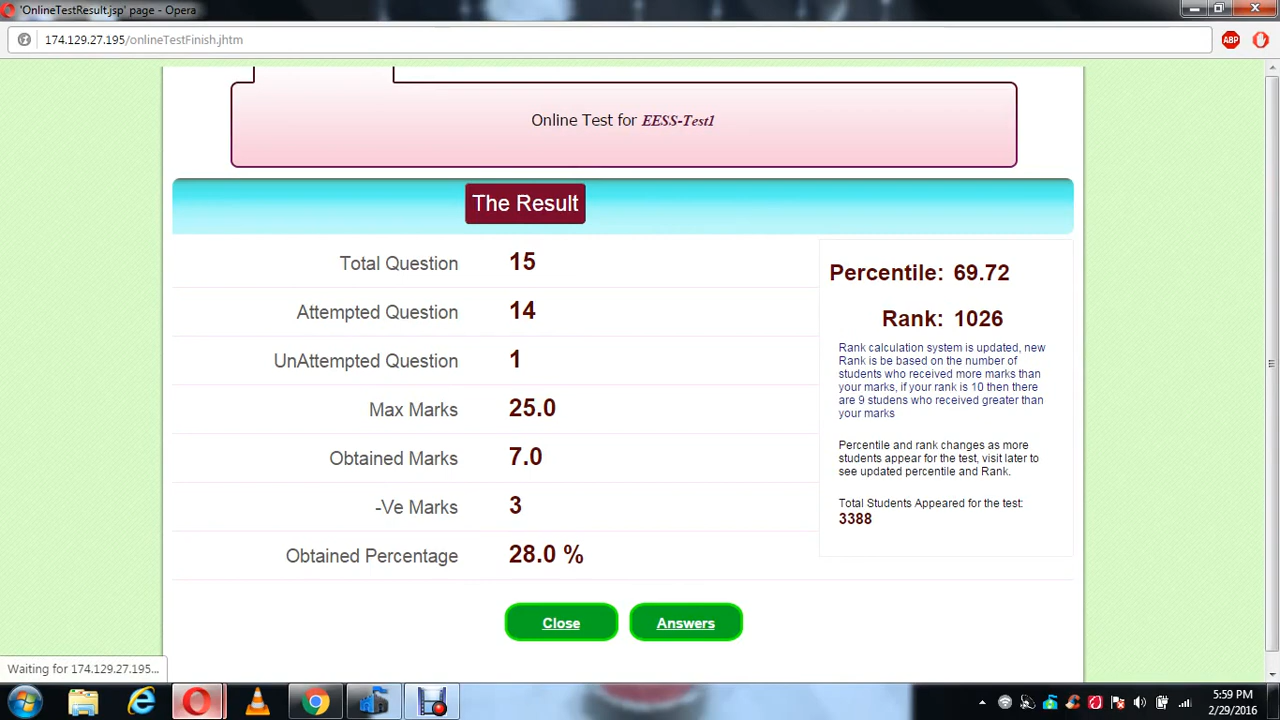 'OnlineTestResult.jsp' page - Opera
174.129.27.195/onlineTestFinish.jhtm
ABP
Online Test for EESS-Test1
The Result
Total Question 15
Attempted Question 14
UnAttempted Question 1
Max Marks 25.0
Obtained Marks 7.0
-Ve Marks 3
Obtained Percentage 28.0 %
Percentile: 69.72
Rank: 1026
Rank calculation system is updated, new
Rank is be based on the number of
students who received more marks than
your marks, if your rank is 10 then there
are 9 studens who received greater than
your marks
Percentile and rank changes as more
students appear for the test, visit later to
see updated percentile and Rank.
Total Students Appeared for the test:
3388
Close Answers
Waiting for 174.129.27.195...
5:59 PM
2/29/2016